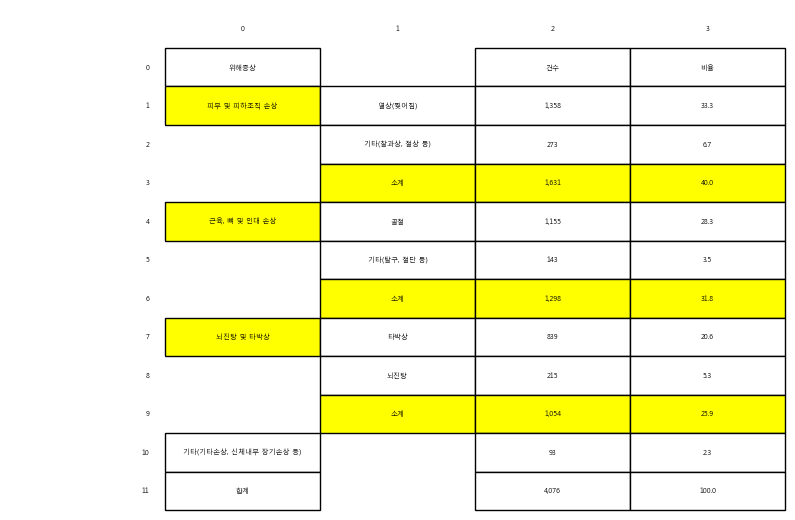 0 1 2 3
0 위해증상 건수 비율
1 피부 및 피하조직 손상 열상(찢어짐) 1,358 33.3
2 기타(찰과상, 절상 등) 273 6.7
3 소계 1,631 40.0
4 근육, 뼈 및 인대 손상 골절 1,155 28.3
5 기타(탈구, 절단 등) 143 3.5
6 소계 1,298 31.8
7 뇌진탕 및 타박상 타박상 839 20.6
8 뇌진탕 215 5.3
9 소계 1,054 25.9
10 기타(기타손상, 신체내부 장기손상 등) 93 2.3
11 합계 4,076 100.0